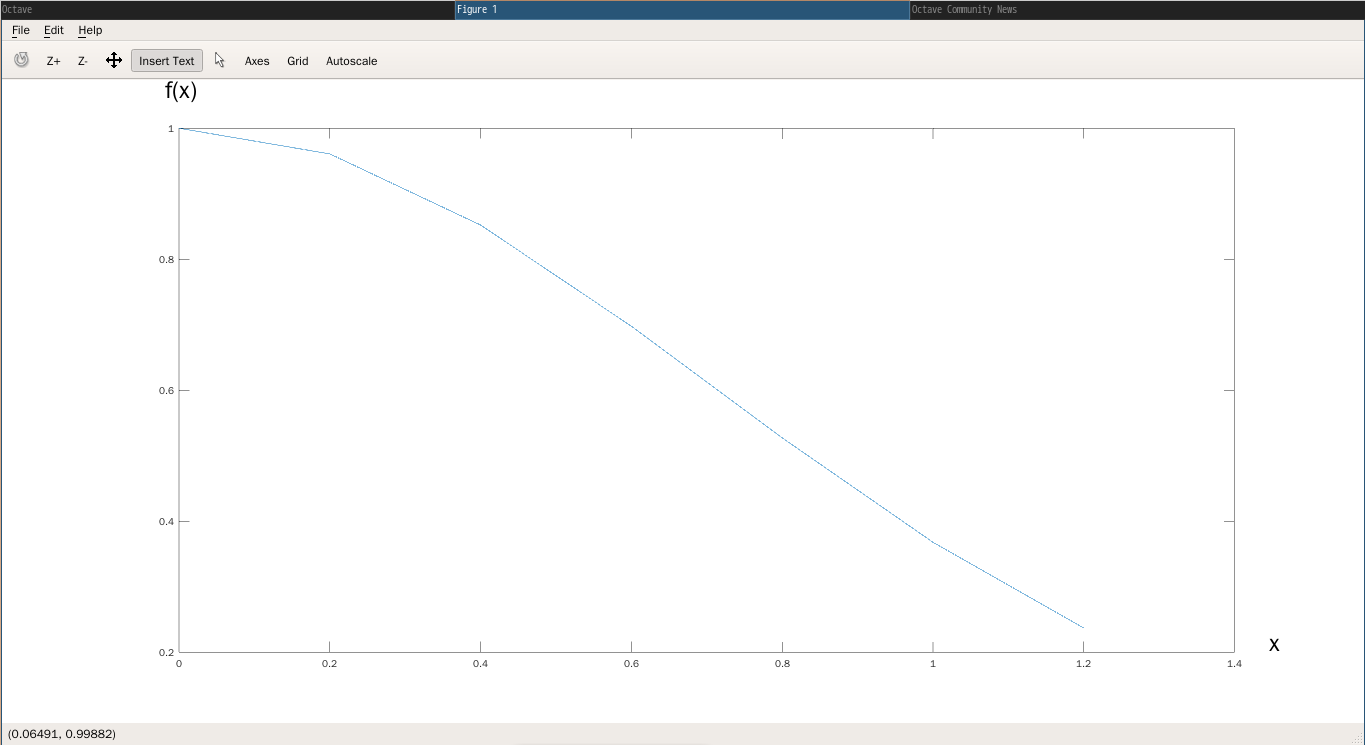 Octave Figure 1 Octave Community News
File Edit Help
Z+ Z- Insert Text Axes Grid Autoscale
f(x)
1
0.8
0.6
0.4
0.2
0 0.2 0.4 0.6 0.8 1 1.2 1.4
x
(0.06491, 0.99882)